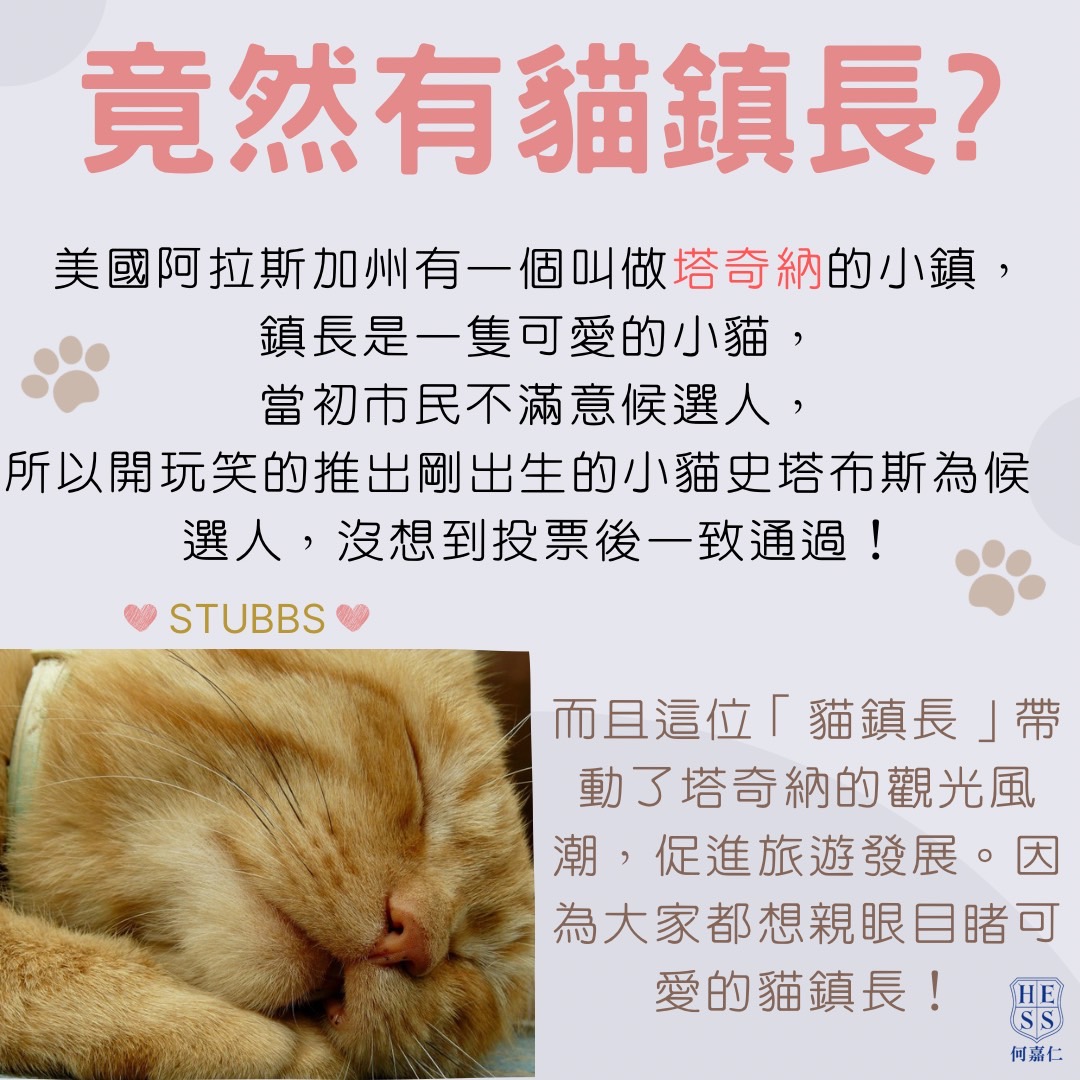 竟然有貓鎮長?
美國阿拉斯加州有一個叫做塔奇納的小鎮，
鎮長是一隻可愛的小貓，
當初市民不滿意候選人，
所以開玩笑的推出剛出生的小貓史塔布斯為候
選人，沒想到投票後一致通過！
STUBBS
而且這位「貓鎮長」帶
動了塔奇納的觀光風
潮，促進旅遊發展。因
為大家都想親眼目睹可
愛的貓鎮長！
HE
SS
何嘉仁